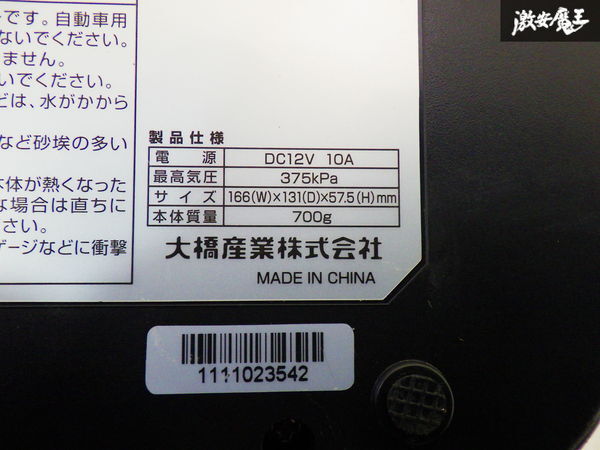 激安魔王
です。自動車用
ないでください。
ません。
いでください。
どは、水がかから
など砂埃の多い
体が熱くなった
な場合は直ちに
さい。
ゲージなどに衝撃
製品仕様
電源 DC12V 10A
最高気圧 375kPa
サイズ 166(W)×131(D)×57.5(H)mm
本体質量 700g
大橋産業株式会社
MADE IN CHINA
1111023542